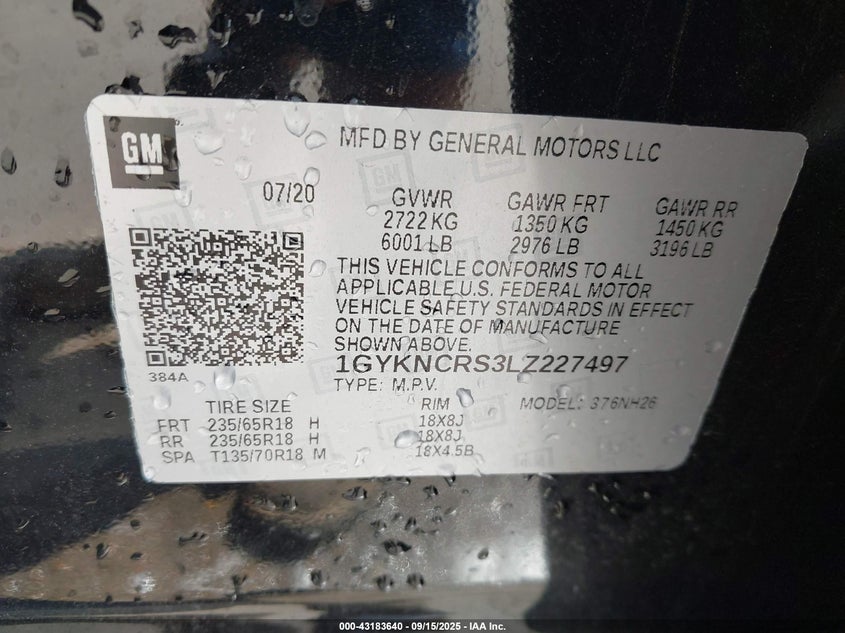 GM
MFD BY GENERAL MOTORS LLC
07/20
GVWR GAWR FRT GAWR RR
2722 KG 1350 KG 1450 KG
6001 LB 2976 LB 3196 LB
THIS VEHICLE CONFORMS TO ALL
APPLICABLE U.S. FEDERAL MOTOR
VEHICLE SAFETY STANDARDS IN EFFECT
ON THE DATE OF MANUFACTURE
SHOWN ABOVE.
1GYKNCRS3LZ227497
384A
TYPE: M.P.V.
TIRE SIZE RIM MODEL: 376NH26
FRT 235/65R18 H 18X8J
RR 235/65R18 H 18X8J
SPA T135/70R18 M 18X4.5B
000-43183640 - 09/15/2025 - IAA Inc.